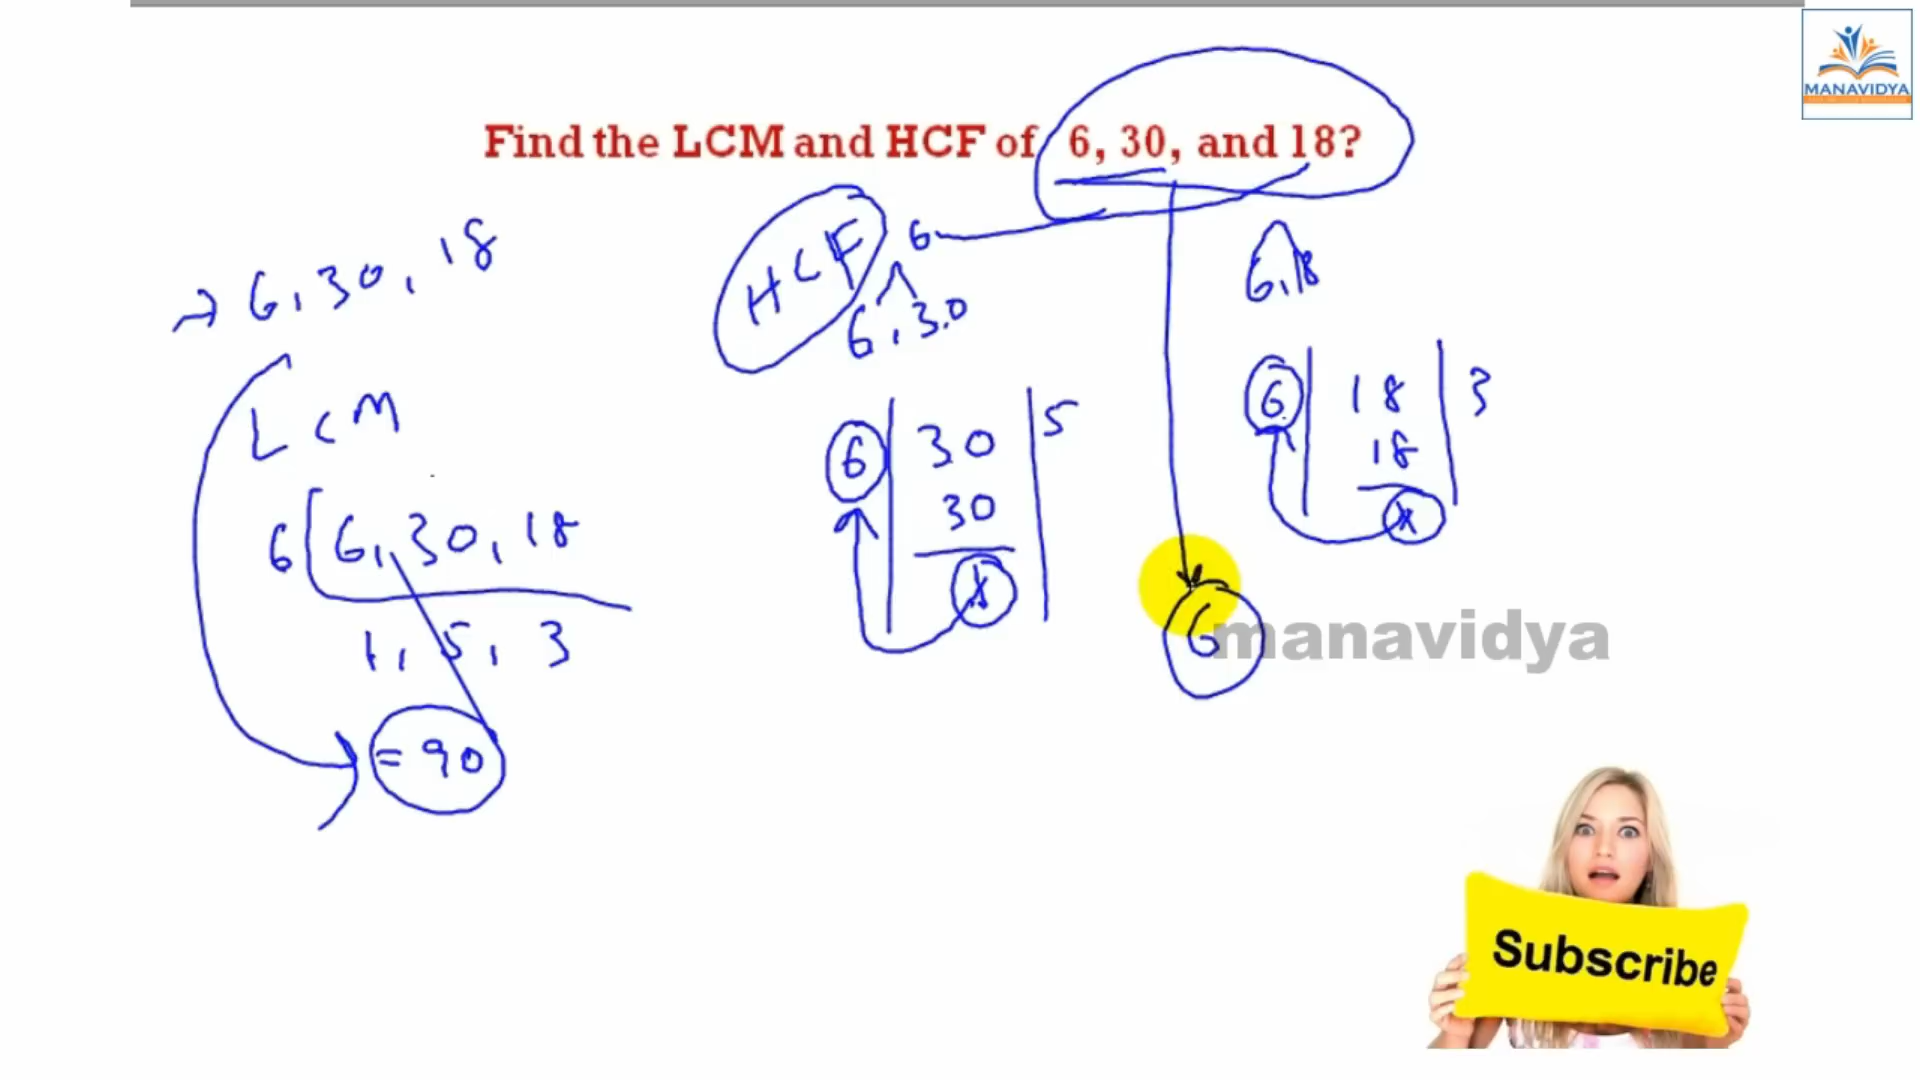 MANAVIDYA
Find the LCM and HCF of 6, 30, and 18?
→ 6, 30, 18
LCM
6 6, 30, 18
1, 5, 3
= 90
HCF 6
6, 30
6 30 5
30
6, 18
6 18 3
18
6
manavidya
Subscribe